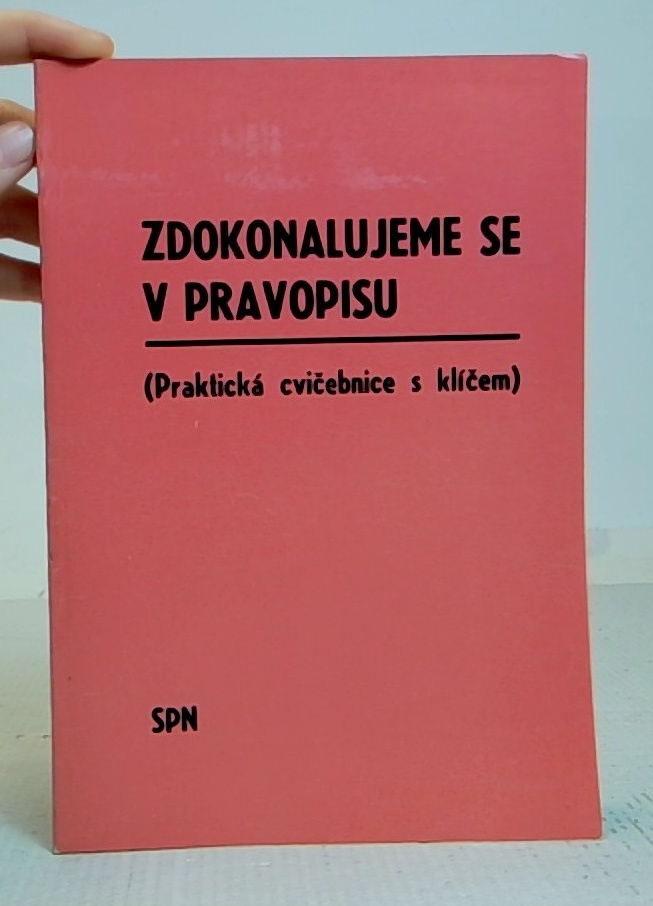 ZDOKONALUJEME SE
V PRAVOPISU
(Praktická cvičebnice s klíčem)
SPN